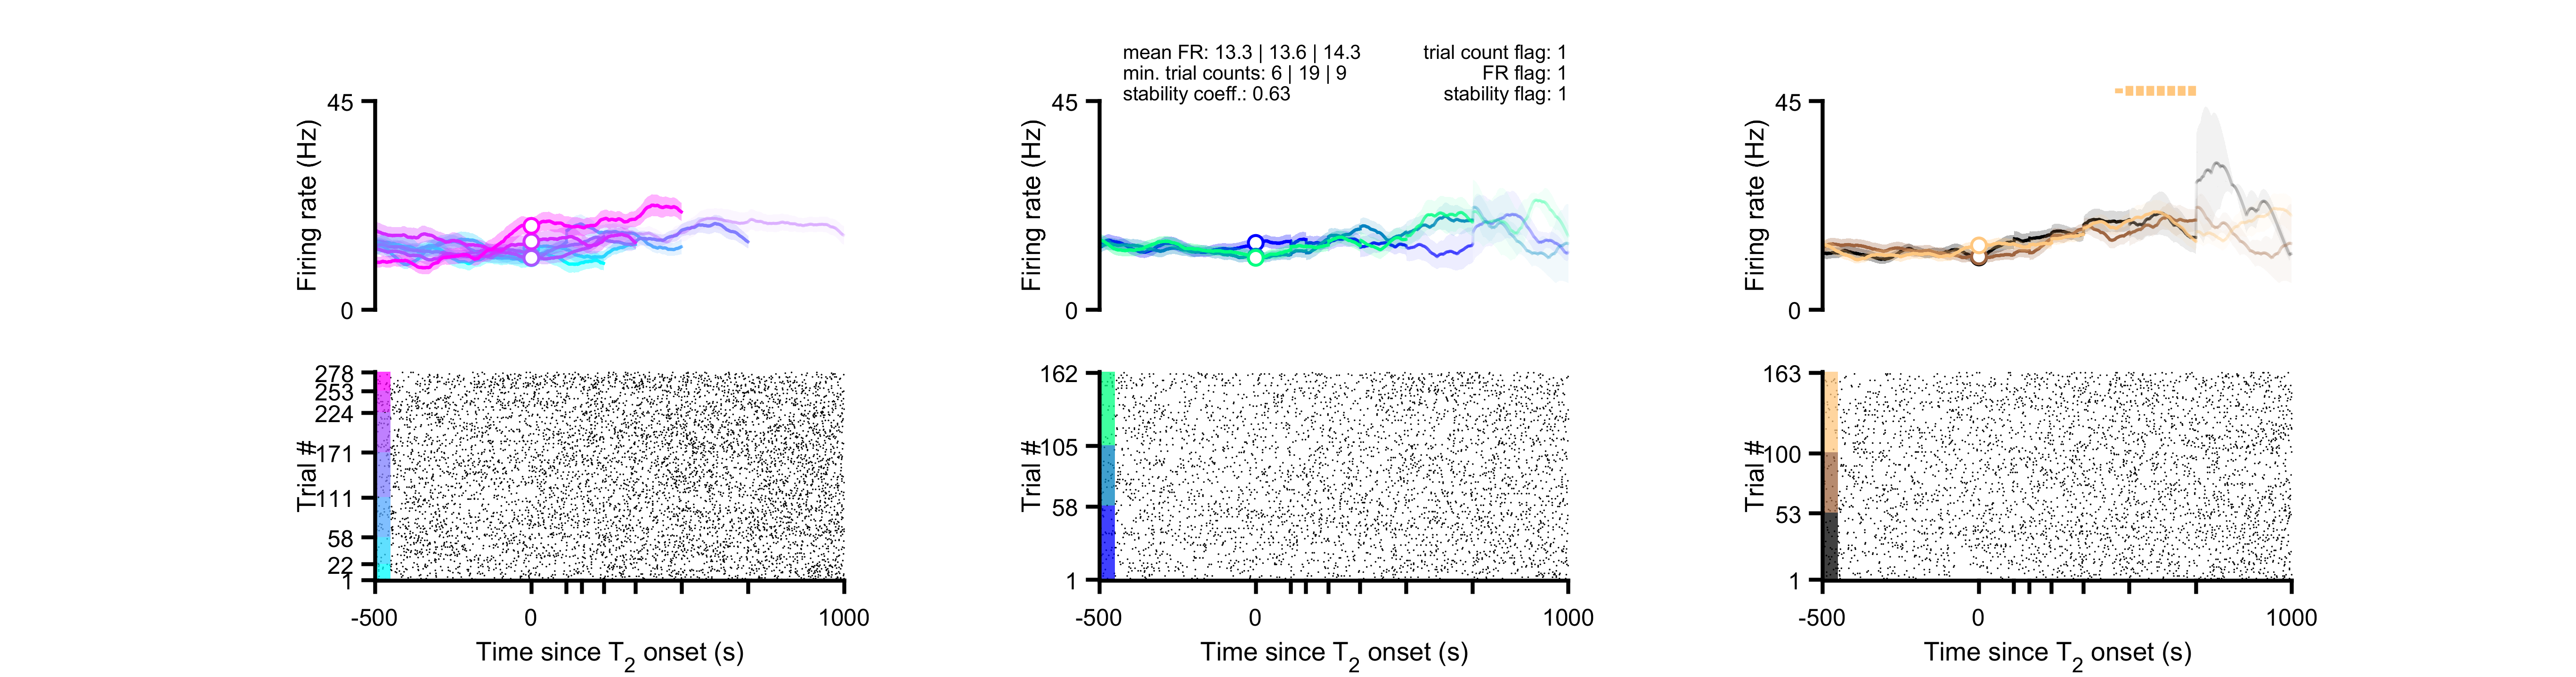 mean FR: 13.3 | 13.6 | 14.3
min. trial counts: 6 | 19 | 9
stability coeff.: 0.63
trial count flag: 1
FR flag: 1
stability flag: 1
45
Firing rate (Hz)
0
45
Firing rate (Hz)
0
45
Firing rate (Hz)
0
278
253
224
171
111
58
22
1
Trial #
-500
0
1000
Time since T2 onset (s)
162
105
58
1
Trial #
-500
0
1000
Time since T2 onset (s)
163
100
53
1
Trial #
-500
0
1000
Time since T2 onset (s)